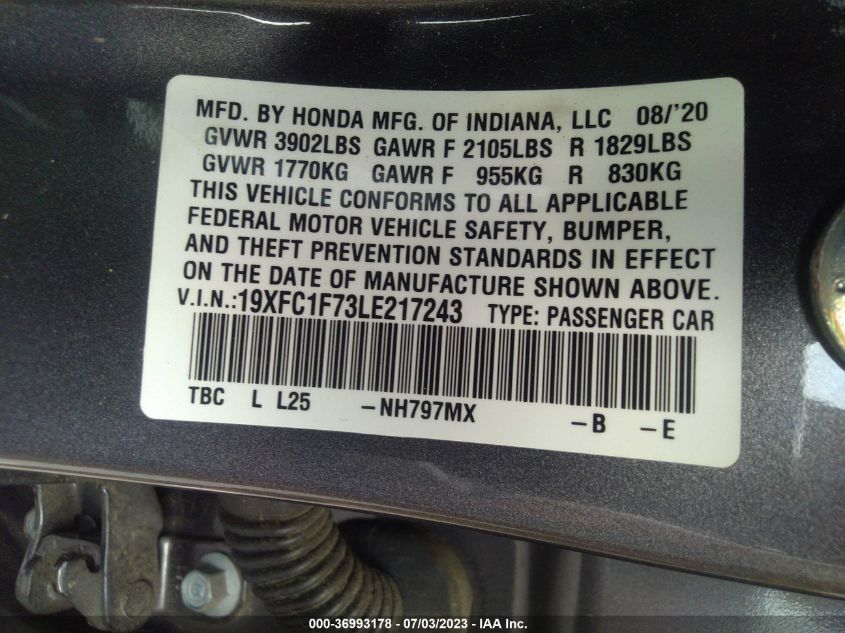 MFD. BY HONDA MFG. OF INDIANA, LLC 08/'20
GVWR 3902LBS GAWR F 2105LBS R 1829LBS
GVWR 1770KG GAWR F 955KG R 830KG
THIS VEHICLE CONFORMS TO ALL APPLICABLE
FEDERAL MOTOR VEHICLE SAFETY, BUMPER,
AND THEFT PREVENTION STANDARDS IN EFFECT
ON THE DATE OF MANUFACTURE SHOWN ABOVE.
V.I.N.:19XFC1F73LE217243 TYPE: PASSENGER CAR
TBC L L25 -NH797MX -B -E
000-36993178 - 07/03/2023 - IAA Inc.